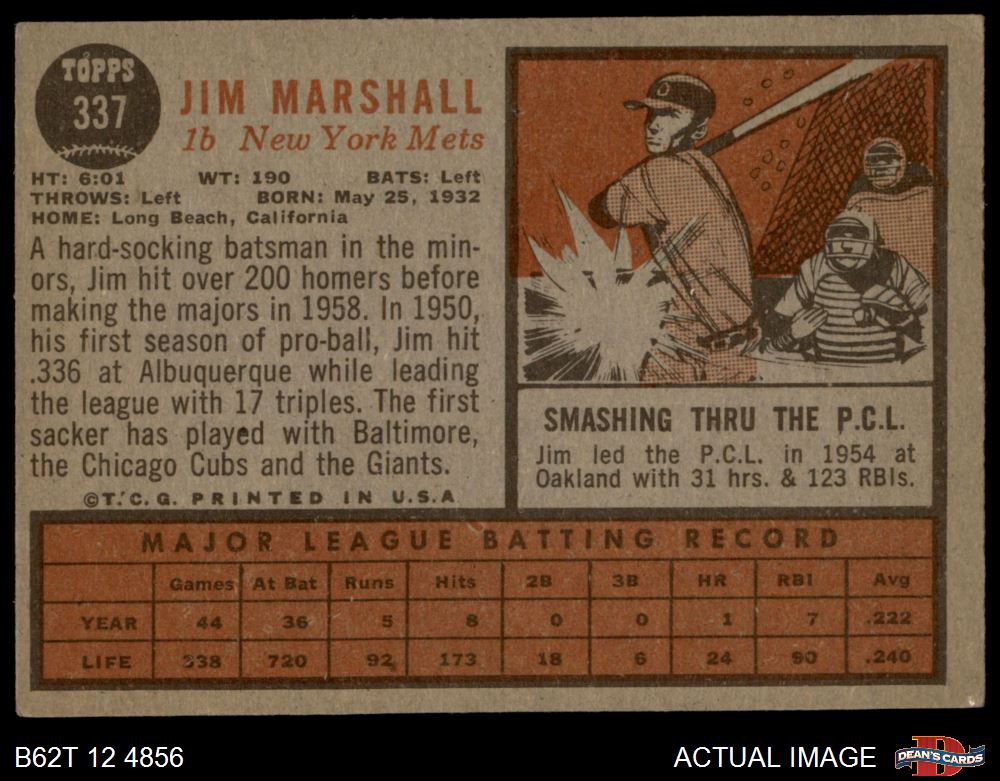 TOPPS
337
JIM MARSHALL
1b New York Mets
HT: 6:01 WT: 190 BATS: Left
THROWS: Left BORN: May 25, 1932
HOME: Long Beach, California
A hard-socking batsman in the min-
ors, Jim hit over 200 homers before
making the majors in 1958. In 1950,
his first season of pro-ball, Jim hit
.336 at Albuquerque while leading
the league with 17 triples. The first
sacker has played with Baltimore,
the Chicago Cubs and the Giants.
©T.C.G. PRINTED IN U.S.A
O
SMASHING THRU THE P.C.L.
Jim led the P.C.L. in 1954 at
Oakland with 31 hrs. & 123 RBIs.
MAJOR LEAGUE BATTING RECORD
Games At Bat Runs Hits 2B 3B HR RBI Avg
YEAR 44 36 5 8 0 0 1 7 .222
LIFE 338 720 92 173 18 6 24 90 .240
B62T 12 4856
ACTUAL IMAGE
D
DEAN'S CARDS